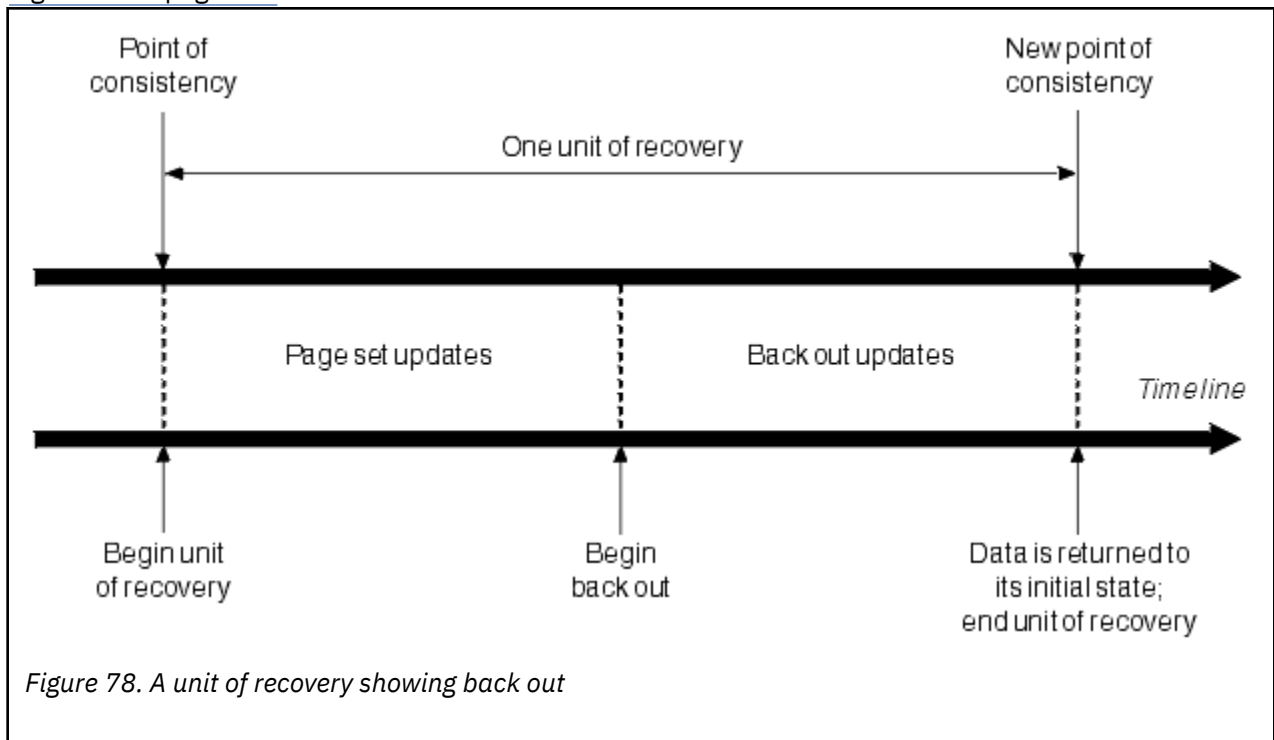 Point of
consistency
New point of
consistency
One unit of recovery
Page set updates
Back out updates
Timeline
Begin unit
of recovery
Begin
back out
Data is returned to
its initial state;
end unit of recovery
Figure 78. A unit of recovery showing back out